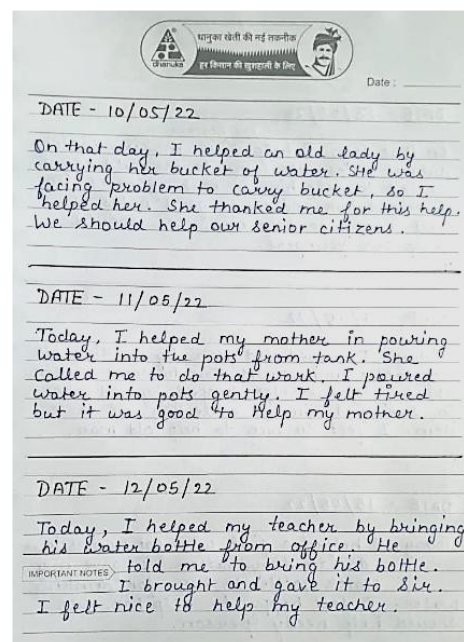 धानुका खेती की नई तकनीक
dhanuka
हर किसान की खुशहाली के लिए
Date :
DATE - 10/05/22
On that day, I helped an old lady by
carrying her bucket of water. She was
facing problem to carry bucket, so I
helped her. She thanked me for this help.
We should help our senior citizens.
DATE - 11/05/22
Today, I helped my mother in pouring
water into the pots from tank. She
called me to do that work. I poured
water into pots gently. I felt tired
but it was good to help my mother.
DATE - 12/05/22
Today, I helped my teacher by bringing
his water bottle from office. He
IMPORTANT NOTES told me to bring his bottle.
I brought and gave it to Sir.
I felt nice to help my teacher.